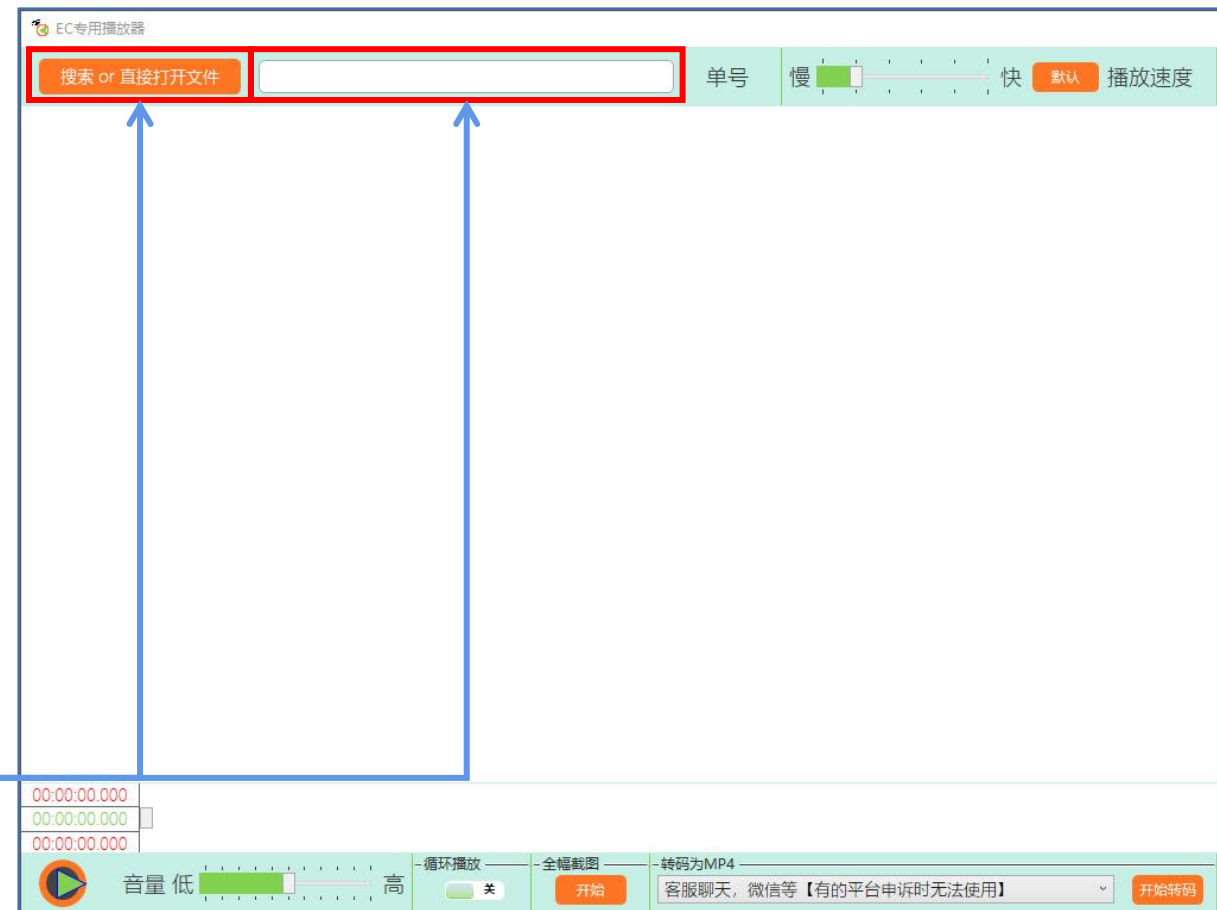 EC专用播放器
搜索 or 直接打开文件
单号
慢
快
默认
播放速度
00:00:00.000
00:00:00.000
00:00:00.000
音量 低
高
循环播放
关
全幅截图
开始
转码为MP4
客服聊天，微信等【有的平台申诉时无法使用】
开始转码